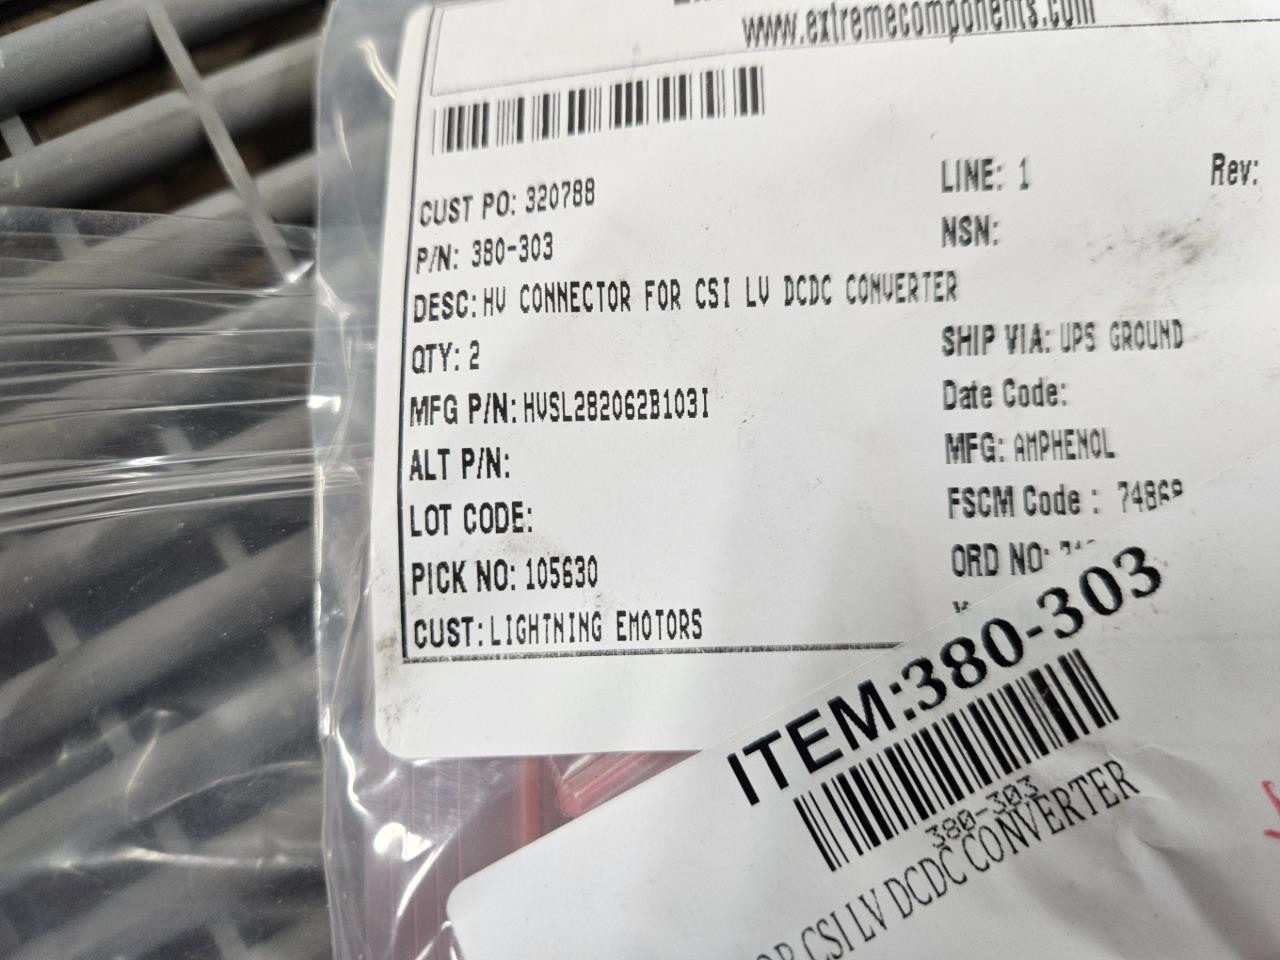 www.extremecomponents.com
CUST PO: 320788
LINE: 1
Rev:
P/N: 380-303
NSN:
DESC: HV CONNECTOR FOR CSI LV DCDC CONVERTER
QTY: 2
SHIP VIA: UPS GROUND
MFG P/N: HVSL282062B103I
Date Code:
ALT P/N:
MFG: AMPHENOL
LOT CODE:
FSCM Code :
PICK NO: 105630
ORD NO:
CUST: LIGHTNING EMOTORS
ITEM:380-303
380-303
CSI LV DCDC CONVERTER